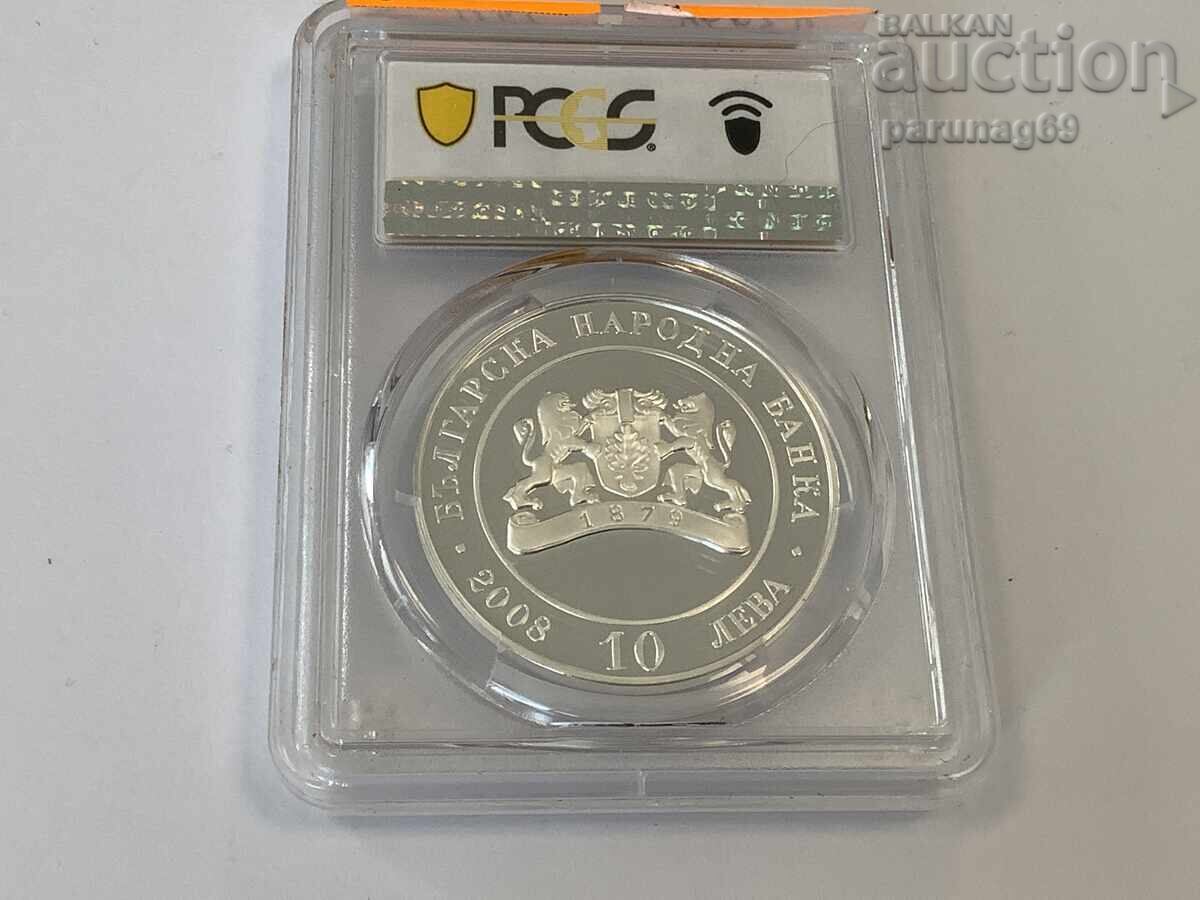 BALKAN
auction
parunag69
PCGS®
БЪЛГАРСКА НАРОДНА БАНКА
1879
2008 10 ЛЕВА